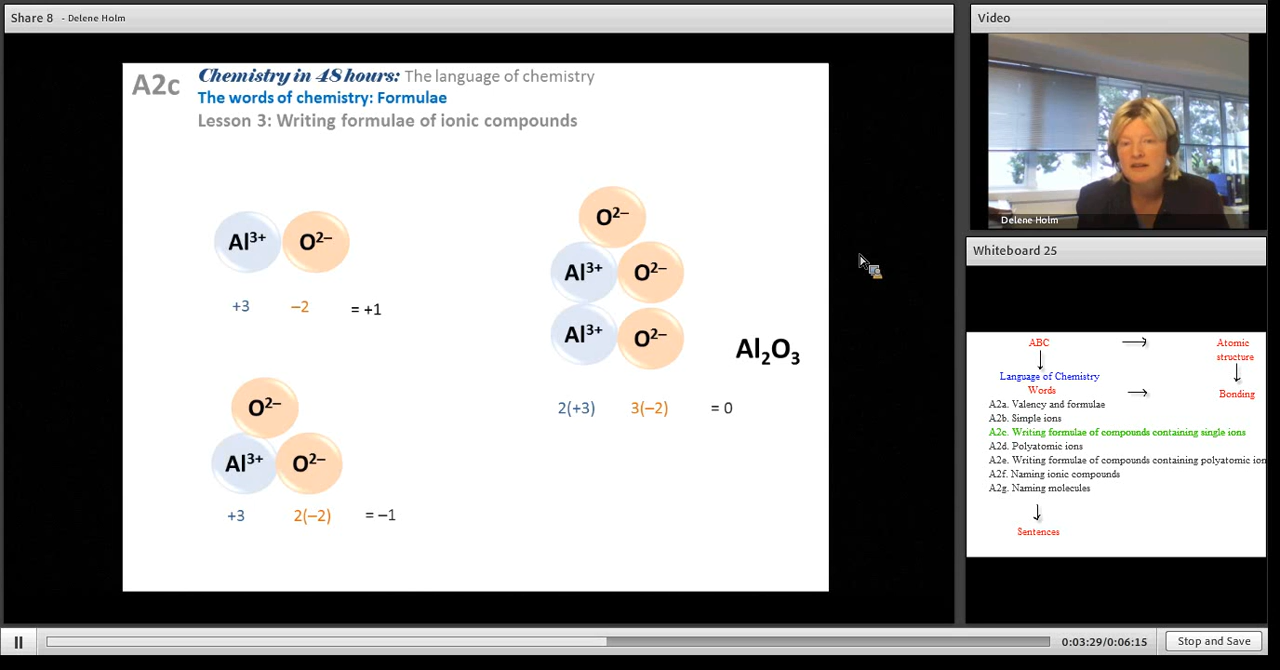 Share 8 - Delene Holm
A2c
Chemistry in 48 hours: The language of chemistry
The words of chemistry: Formulae
Lesson 3: Writing formulae of ionic compounds
Al3+ O2–
+3 –2 = +1
O2–
Al3+ O2–
+3 2(–2) = –1
O2–
Al3+ O2–
Al3+ O2–
Al2O3
2(+3) 3(–2) = 0
Video
Delene Holm
Whiteboard 25
ABC → Atomic
structure
↓ ↓
Language of Chemistry
Words → Bonding
A2a. Valency and formulae
A2b. Simple ions
A2c. Writing formulae of compounds containing single ions
A2d. Polyatomic ions
A2e. Writing formulae of compounds containing polyatomic ion
A2f. Naming ionic compounds
A2g. Naming molecules
↓
Sentences
0:03:29/0:06:15
Stop and Save